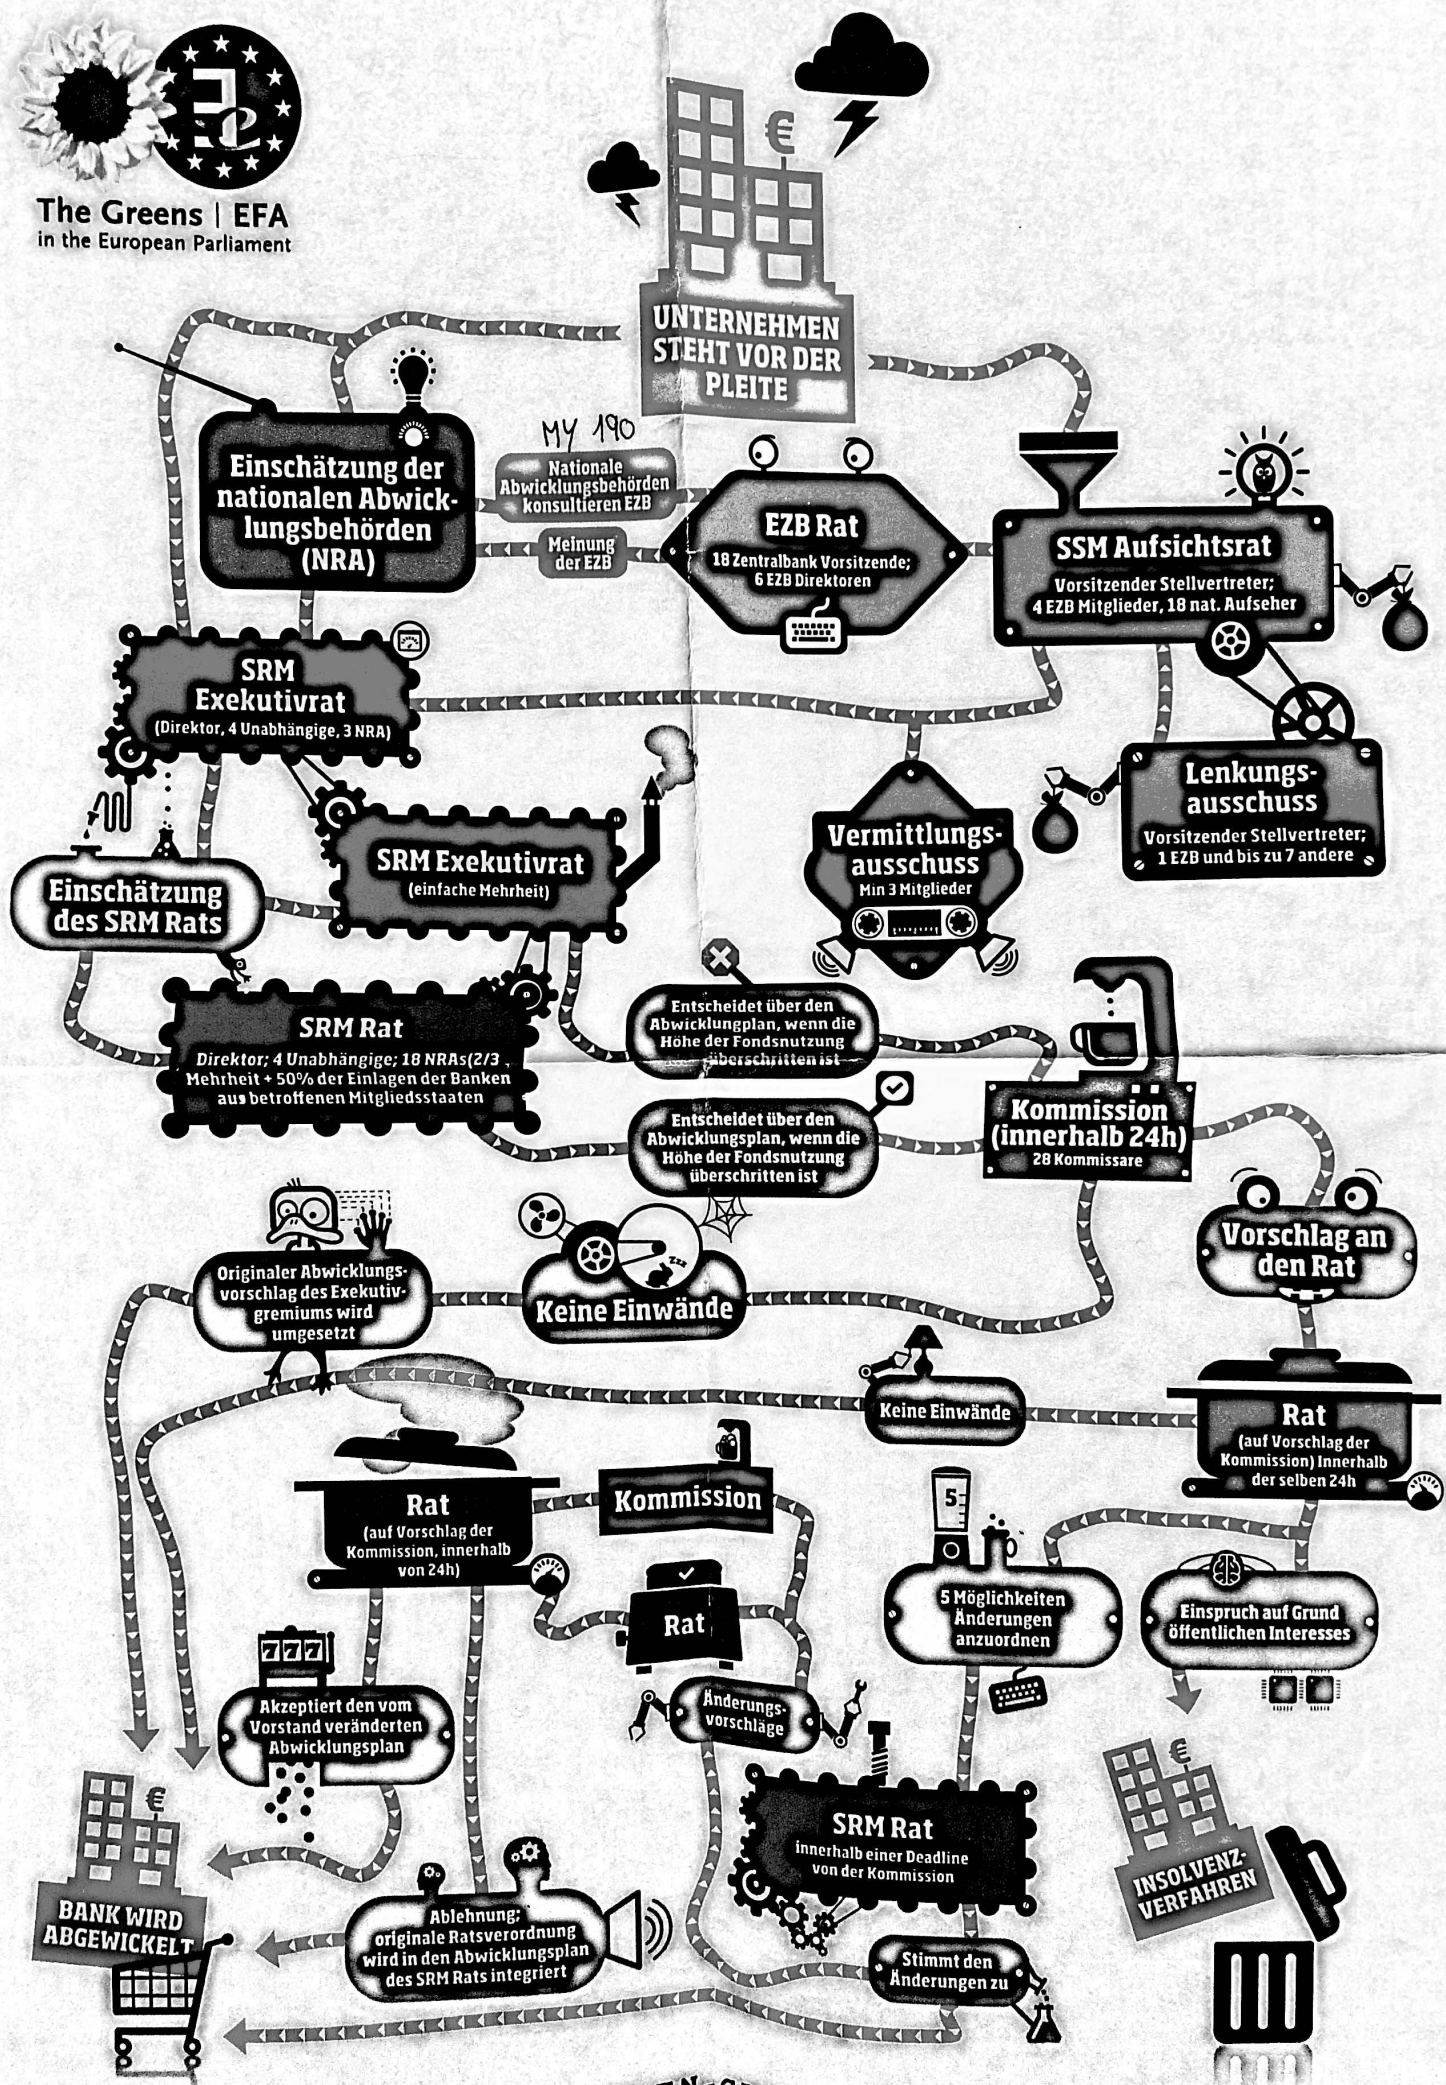 The Greens | EFA
in the European Parliament
€
UNTERNEHMEN
STEHT VOR DER
PLEITE
MY 190
Einschätzung der
nationalen Abwick-
lungsbehörden
(NRA)
Nationale
Abwicklungsbehörden
konsultieren EZB
Meinung
der EZB
EZB Rat
18 Zentralbank Vorsitzende;
6 EZB Direktoren
SSM Aufsichtsrat
Vorsitzender Stellvertreter;
4 EZB Mitglieder, 18 nat. Aufseher
SRM
Exekutivrat
(Direktor, 4 Unabhängige, 3 NRA)
Lenkungs-
ausschuss
Vorsitzender Stellvertreter;
1 EZB und bis zu 7 andere
Vermittlungs-
ausschuss
Min 3 Mitglieder
SRM Exekutivrat
(einfache Mehrheit)
Einschätzung
des SRM Rats
SRM Rat
Direktor; 4 Unabhängige; 18 NRAs(2/3
Mehrheit + 50% der Einlagen der Banken
aus betroffenen Mitgliedsstaaten
Entscheidet über den
Abwicklungplan, wenn die
Höhe der Fondsnutzung
überschritten ist
Entscheidet über den
Abwicklungsplan, wenn die
Höhe der Fondsnutzung
überschritten ist
Kommission
(innerhalb 24h)
28 Kommissare
Vorschlag an
den Rat
Originaler Abwicklungs-
vorschlag des Exekutiv-
gremiums wird
umgesetzt
zzz
Keine Einwände
Keine Einwände
Rat
(auf Vorschlag der
Kommission) Innerhalb
der selben 24h
Rat
(auf Vorschlag der
Kommission, innerhalb
von 24h)
Kommission
Rat
5
5 Möglichkeiten
Änderungen
anzuordnen
Einspruch auf Grund
öffentlichen Interesses
777
Akzeptiert den vom
Vorstand veränderten
Abwicklungsplan
Änderungs-
vorschläge
SRM Rat
innerhalb einer Deadline
von der Kommission
€
INSOLVENZ-
VERFAHREN
€
BANK WIRD
ABGEWICKELT
Ablehnung;
originale Ratsverordnung
wird in den Abwicklungsplan
des SRM Rats integriert
Stimmt den
Änderungen zu